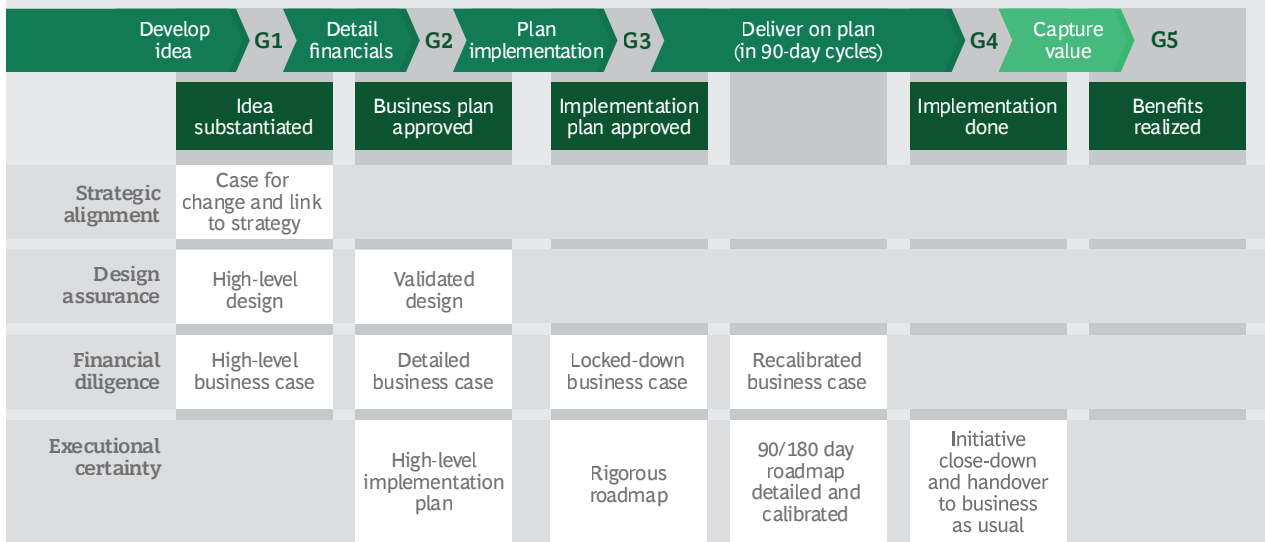 Develop
idea
G1
Detail
financials
G2
Plan
implementation
G3
Deliver on plan
(in 90-day cycles)
G4
Capture
value
G5
Idea
substantiated
Business plan
approved
Implementation
plan approved
Implementation
done
Benefits
realized
Strategic
alignment
Case for
change and link
to strategy
Design
assurance
High-level
design
Validated
design
Financial
diligence
High-level
business case
Detailed
business case
Locked-down
business case
Recalibrated
business case
Executional
certainty
High-level
implementation
plan
Rigorous
roadmap
90/180 day
roadmap
detailed and
calibrated
Initiative
close-down
and handover
to business
as usual